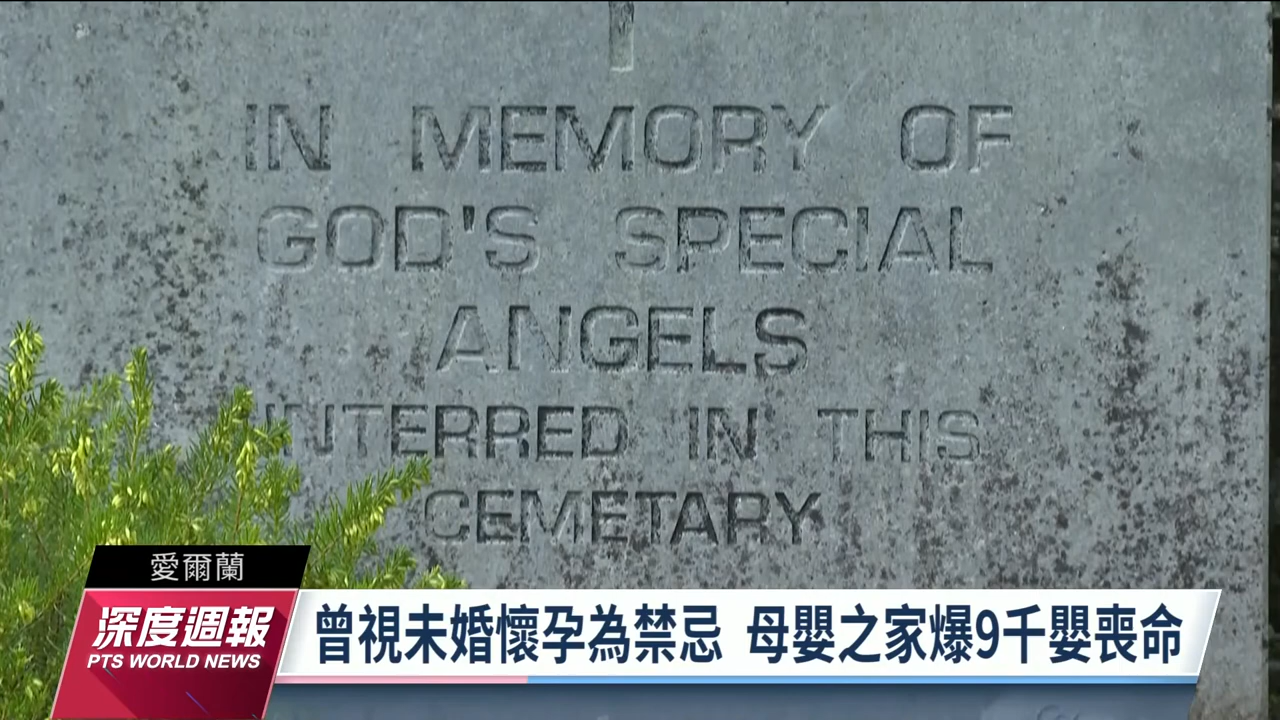 IN MEMORY OF
GOD'S SPECIAL
ANGELS
INTERRED IN THIS
CEMETARY
愛爾蘭
深度週報
PTS WORLD NEWS
曾視未婚懷孕為禁忌 母嬰之家爆9千嬰喪命